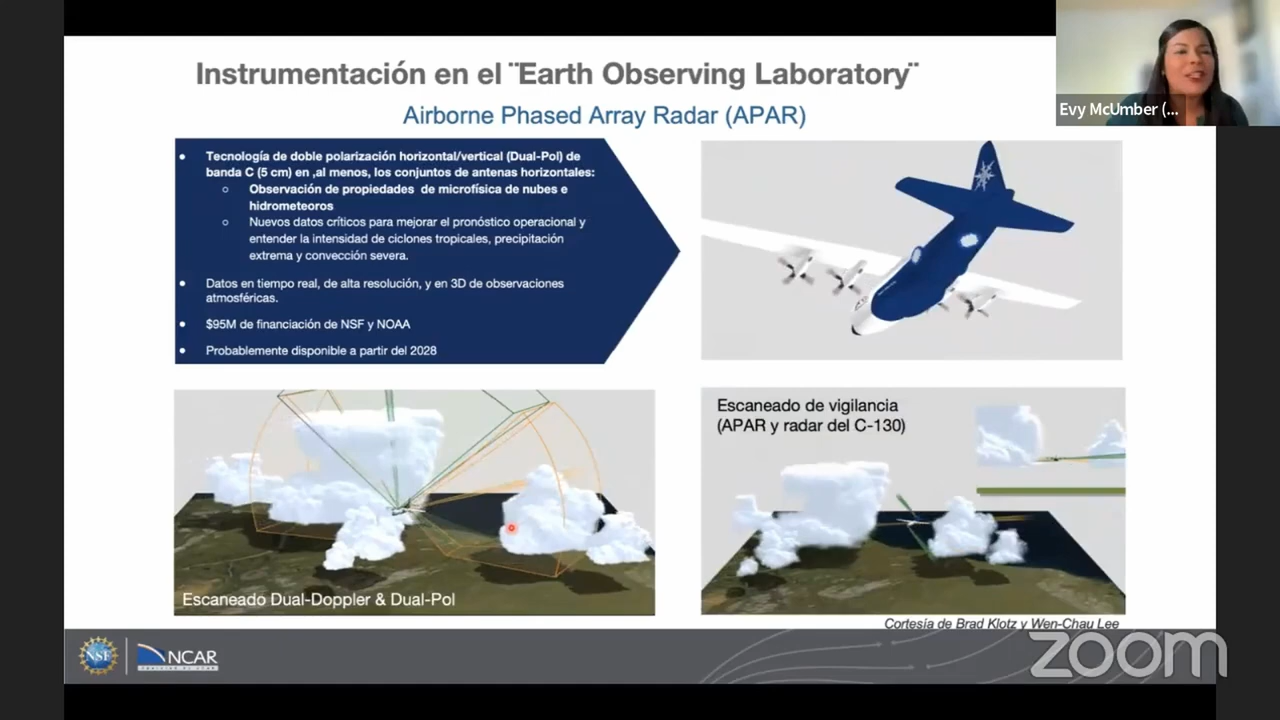 Instrumentación en el ¨Earth Observing Laboratory¨
Airborne Phased Array Radar (APAR)
Evy McUmber (...
• Tecnología de doble polarización horizontal/vertical (Dual-Pol) de
banda C (5 cm) en ,al menos, los conjuntos de antenas horizontales:
○ Observación de propiedades de microfísica de nubes e
hidrometeoros
○ Nuevos datos críticos para mejorar el pronóstico operacional y
entender la intensidad de ciclones tropicales, precipitación
extrema y convección severa.
• Datos en tiempo real, de alta resolución, y en 3D de observaciones
atmosféricas.
• $95M de financiación de NSF y NOAA
• Probablemente disponible a partir del 2028
Escaneado Dual-Doppler & Dual-Pol
Escaneado de vigilancia
(APAR y radar del C-130)
Cortesía de Brad Klotz y Wen-Chau Lee
NSF
NCAR
zoom